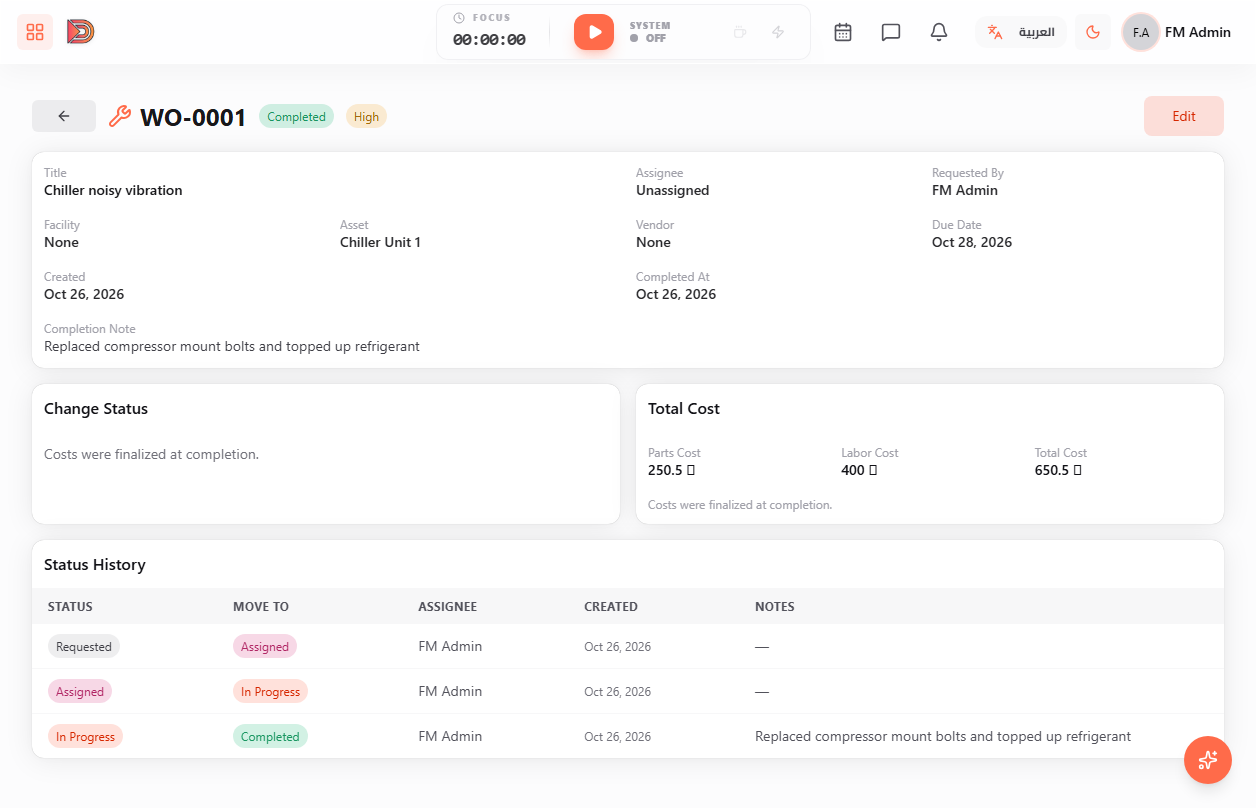 FOCUS
00:00:00
SYSTEM
OFF
العربية
F.A
FM Admin
WO-0001
Completed
High
Edit
Title
Chiller noisy vibration
Assignee
Unassigned
Requested By
FM Admin
Facility
None
Asset
Chiller Unit 1
Vendor
None
Due Date
Oct 28, 2026
Created
Oct 26, 2026
Completed At
Oct 26, 2026
Completion Note
Replaced compressor mount bolts and topped up refrigerant
Change Status
Costs were finalized at completion.
Total Cost
Parts Cost
250.5
Labor Cost
400
Total Cost
650.5
Costs were finalized at completion.
Status History
STATUS MOVE TO ASSIGNEE CREATED NOTES
Requested Assigned FM Admin Oct 26, 2026 —
Assigned In Progress FM Admin Oct 26, 2026 —
In Progress Completed FM Admin Oct 26, 2026 Replaced compressor mount bolts and topped up refrigerant